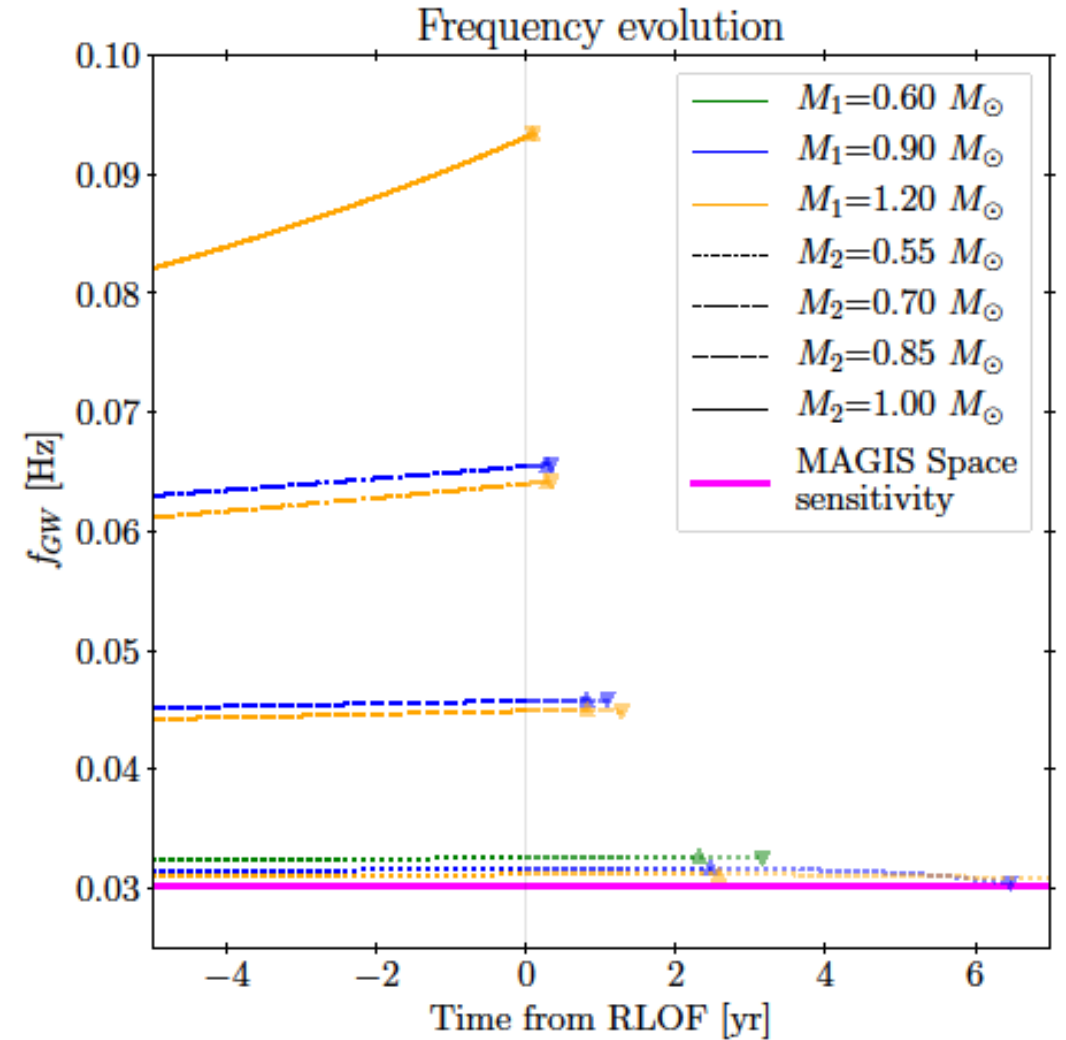 Frequency evolution
0.10
0.09
0.08
0.07
0.06
0.05
0.04
0.03
f_{GW} [Hz]
M₁=0.60 M⊙
M₁=0.90 M⊙
M₁=1.20 M⊙
M₂=0.55 M⊙
M₂=0.70 M⊙
M₂=0.85 M⊙
M₂=1.00 M⊙
MAGIS Space
sensitivity
−4 −2 0 2 4 6
Time from RLOF [yr]